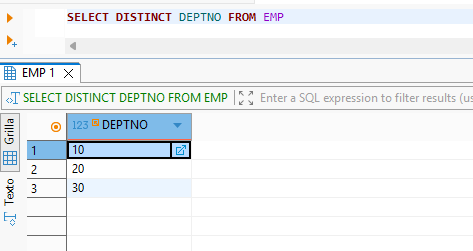 SELECT DISTINCT DEPTNO FROM EMP
EMP 1
SELECT DISTINCT DEPTNO FROM EMP
Enter a SQL expression to filter results (us
Grilla
Texto
123 DEPTNO
1 10
2 20
3 30